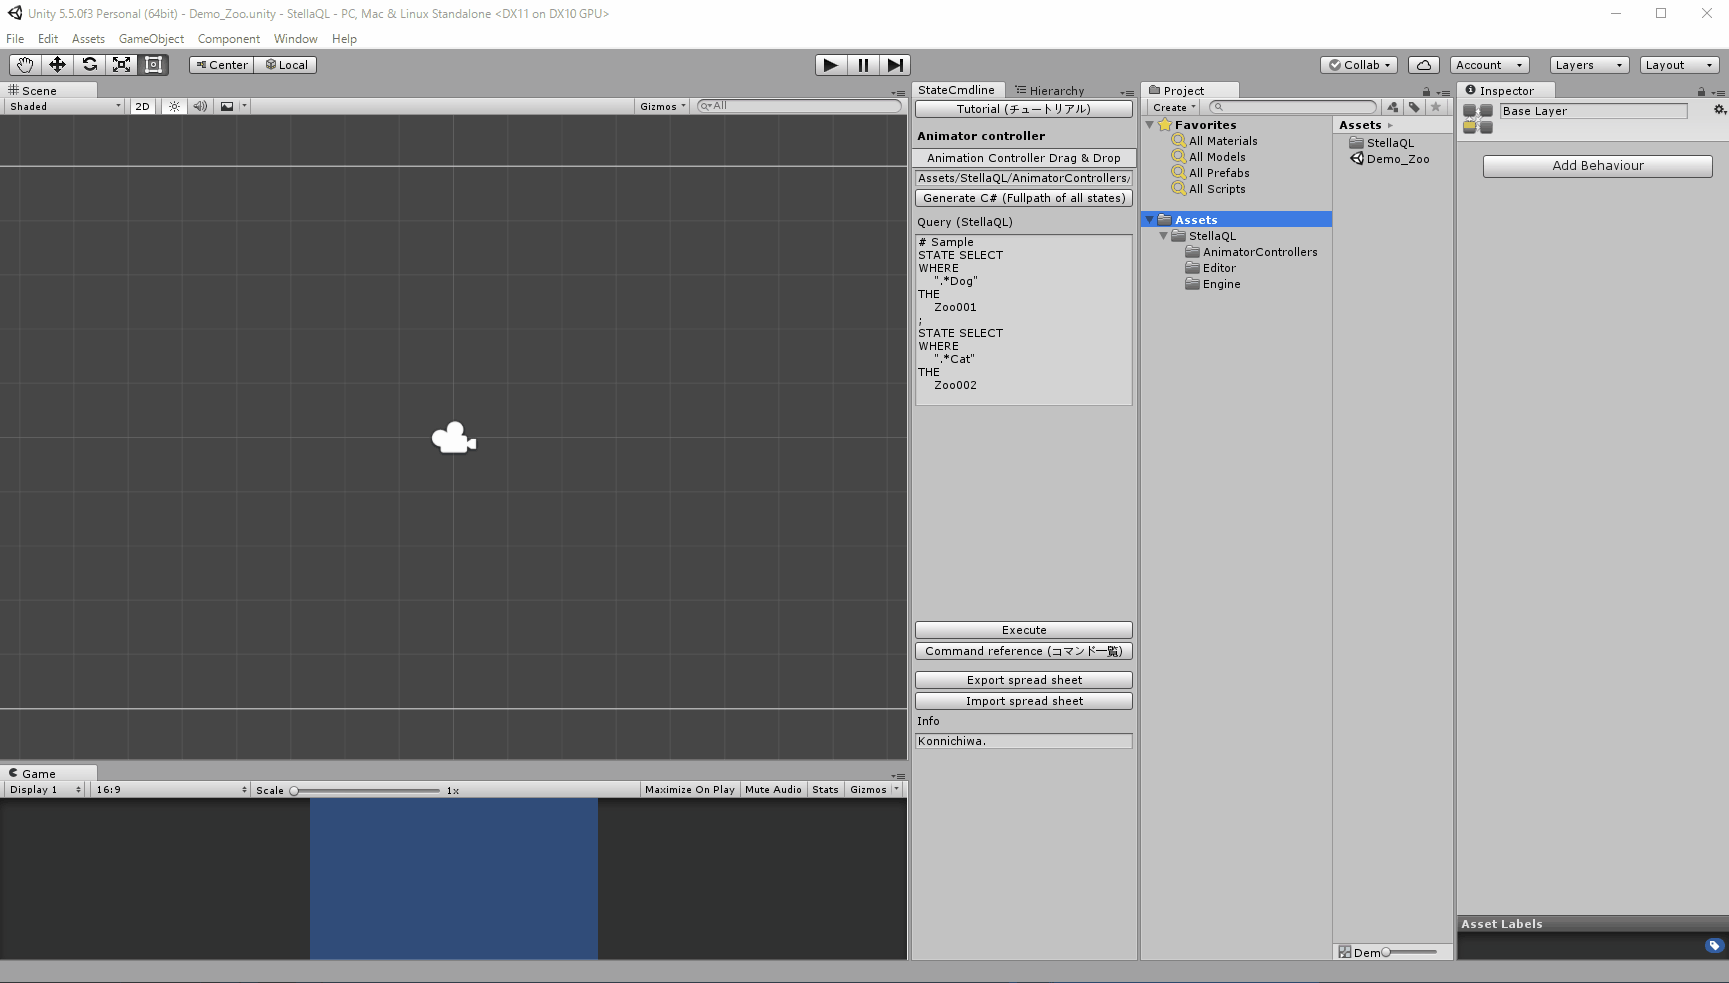 Unity 5.5.0f3 Personal (64bit) - Demo_Zoo.unity - StellaQL - PC, Mac & Linux Standalone <DX11 on DX10 GPU>
File Edit Assets GameObject Component Window Help
Center Local
Collab Account Layers Layout
Scene
Shaded 2D Gizmos All
StateCmdline Hierarchy
Tutorial (チュートリアル)
Animator controller
Animation Controller Drag & Drop
Assets/StellaQL/AnimatorControllers/
Generate C# (Fullpath of all states)
Query (StellaQL)
# Sample
STATE SELECT
WHERE
".*Dog"
THE
Zoo001
;
STATE SELECT
WHERE
".*Cat"
THE
Zoo002
Execute
Command reference (コマンド一覧)
Export spread sheet
Import spread sheet
Info
Konnichiwa.
Project
Create
Favorites
All Materials
All Models
All Prefabs
All Scripts
Assets
StellaQL
AnimatorControllers
Editor
Engine
Assets
StellaQL
Demo_Zoo
Dem
Inspector
Base Layer
Add Behaviour
Asset Labels
Game
Display 1 16:9 Scale 1x Maximize On Play Mute Audio Stats Gizmos